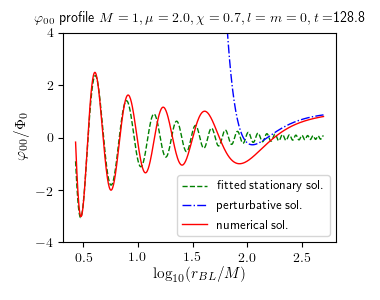 φ₀₀ profile M = 1, μ = 2.0, χ = 0.7, l = m = 0, t =128.8
φ₀₀/Φ₀
4
2
0
−2
−4
fitted stationary sol.
perturbative sol.
numerical sol.
0.5 1.0 1.5 2.0 2.5
log₁₀(r_BL/M)